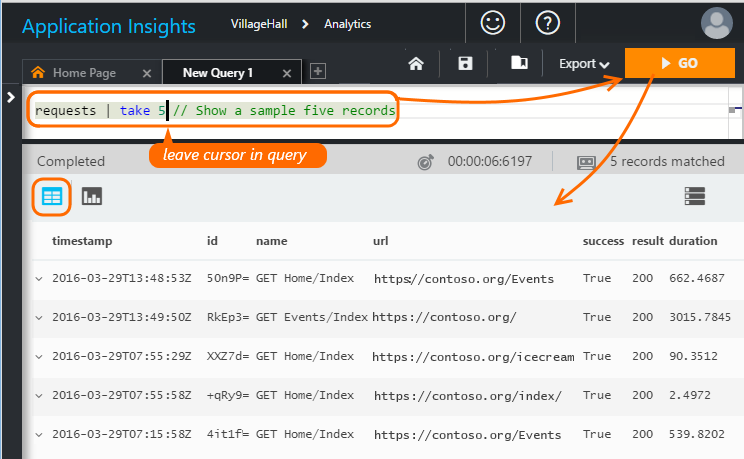 Application Insights VillageHall Analytics
Home Page New Query 1 Export GO
requests | take 5 // Show a sample five records
leave cursor in query
Completed 00:00:06:6197 5 records matched
timestamp id name url success result duration
2016-03-29T13:48:53Z 5On9P= GET Home/Index https://contoso.org/Events True 200 662.4687
2016-03-29T13:49:50Z RkEp3= GET Events/Index https://contoso.org/ True 200 3015.7845
2016-03-29T07:55:29Z XXZ7d= GET Home/Index https://contoso.org/icecream True 200 90.3512
2016-03-29T07:55:58Z +qRy9= GET Home/Index https://contoso.org/index/ True 200 2.4972
2016-03-29T07:15:58Z 4it1f= GET Home/Index https://contoso.org/Events True 200 539.8202